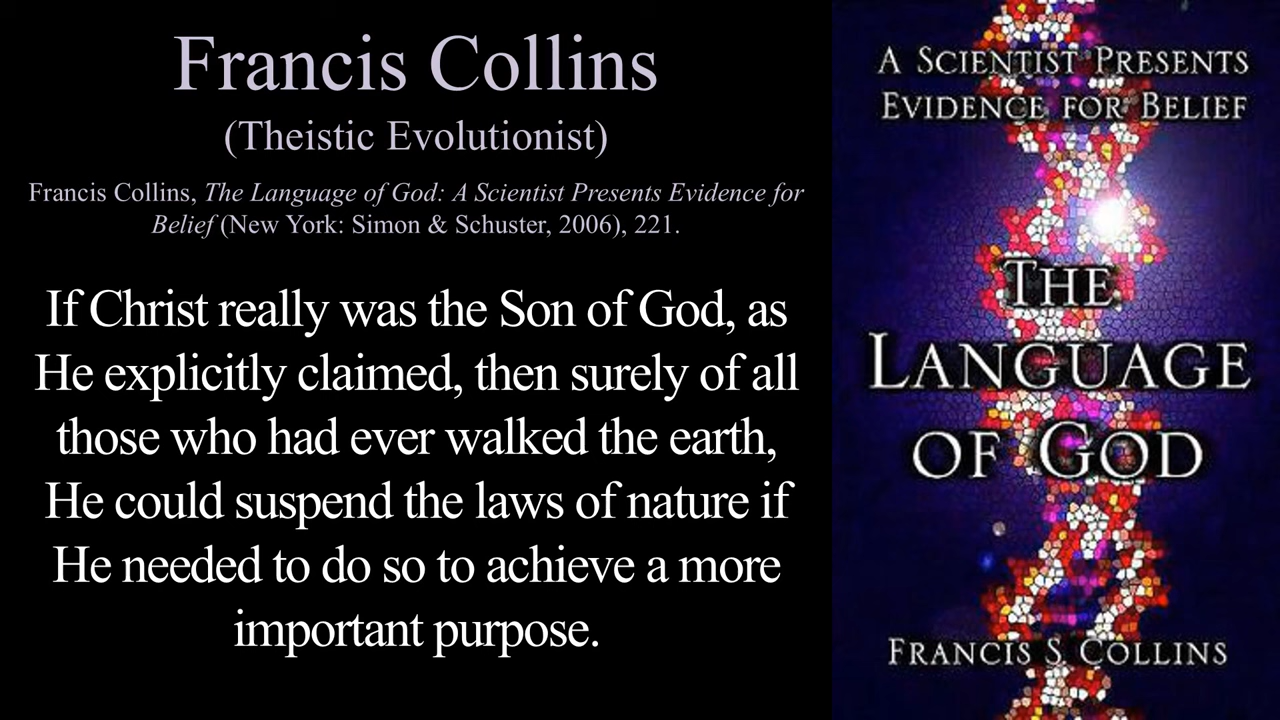 Francis Collins
(Theistic Evolutionist)
Francis Collins, The Language of God: A Scientist Presents Evidence for
Belief (New York: Simon & Schuster, 2006), 221.
If Christ really was the Son of God, as
He explicitly claimed, then surely of all
those who had ever walked the earth,
He could suspend the laws of nature if
He needed to do so to achieve a more
important purpose.
A Scientist Presents
Evidence for Belief
The
Language
of God
Francis S Collins